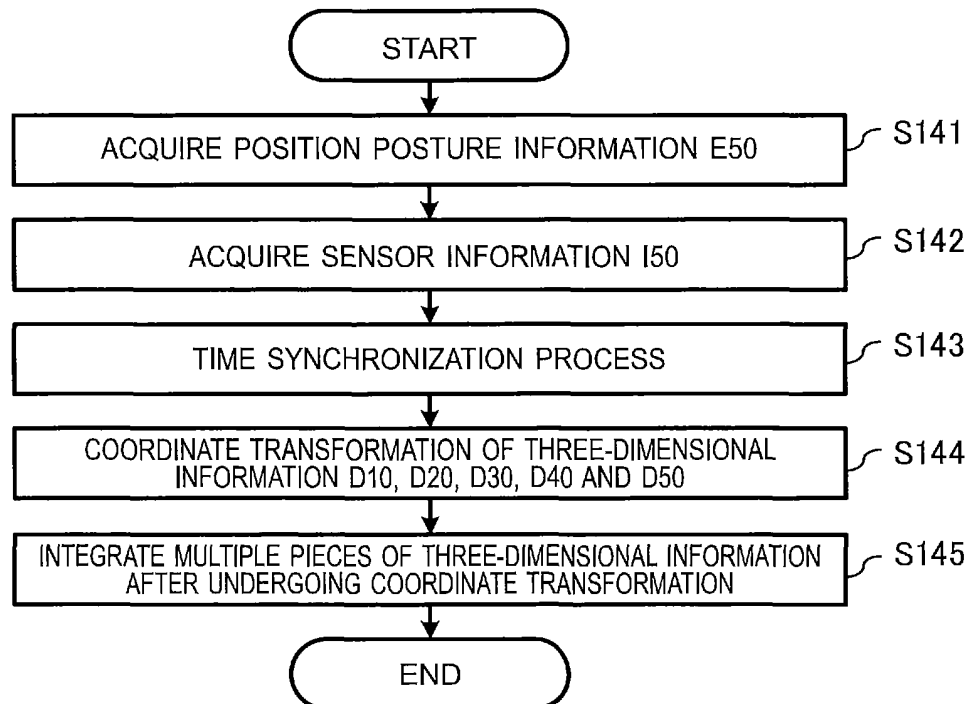 START
ACQUIRE POSITION POSTURE INFORMATION E50
S141
ACQUIRE SENSOR INFORMATION I50
S142
TIME SYNCHRONIZATION PROCESS
S143
COORDINATE TRANSFORMATION OF THREE-DIMENSIONAL
INFORMATION D10, D20, D30, D40 AND D50
S144
INTEGRATE MULTIPLE PIECES OF THREE-DIMENSIONAL INFORMATION
AFTER UNDERGOING COORDINATE TRANSFORMATION
S145
END